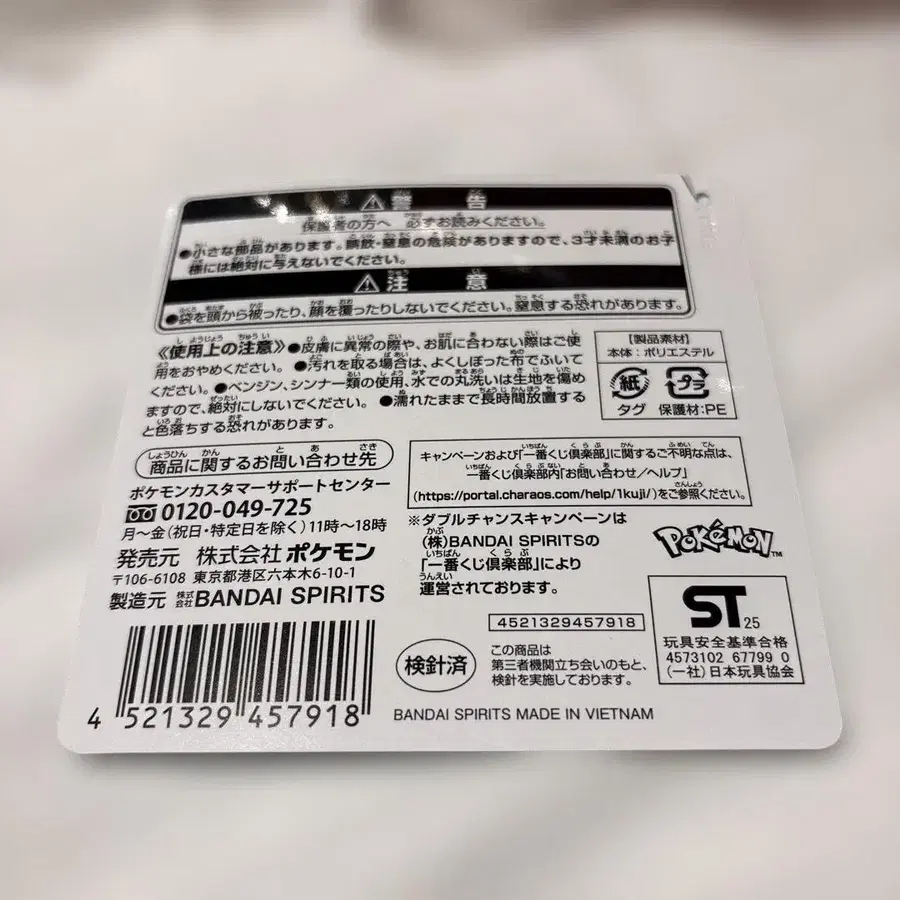 ⚠警告
保護者の方へ 必ずお読みください。
●小さな部品があります。誤飲・窒息の危険がありますので、3才未満のお子
様には絶対に与えないでください。
⚠注意
●袋を頭から被ったり、顔を覆ったりしないでください。窒息する恐れがあります。
《使用上の注意》●皮膚に異常の際や、お肌に合わない際はご使
用をおやめください。●汚れを取る場合は、よくしぼった布でふいて
ください。●ベンジン、シンナー類の使用、水での丸洗いは生地を傷め
ますので、絶対にしないでください。●濡れたままで長時間放置する
と色落ちする恐れがあります。
【製品素材】
本体:ポリエステル
紙 プラ
タグ 保護材:PE
商品に関するお問い合わせ先
ポケモンカスタマーサポートセンター
0120-049-725
月〜金(祝日・特定日を除く)11時〜18時
発売元 株式会社ポケモン
〒106-6108 東京都港区六本木6-10-1
製造元 株式会社BANDAI SPIRITS
キャンペーンおよび「一番くじ倶楽部」に関するご不明な点は、
一番くじ倶楽部内「お問い合わせ/ヘルプ」
(https://portal.charaos.com/help/1kuji/)をご参照ください。
※ダブルチャンスキャンペーンは
(株)BANDAI SPIRITSの
「一番くじ倶楽部」により
運営されております。
POKéMON™
4521329457918
検針済
この商品は
第三者機関立ち会いのもと、
検針を実施しております。
ST 25
玩具安全基準合格
4573102 67799 0
(一社)日本玩具協会
4 521329 457918
BANDAI SPIRITS MADE IN VIETNAM